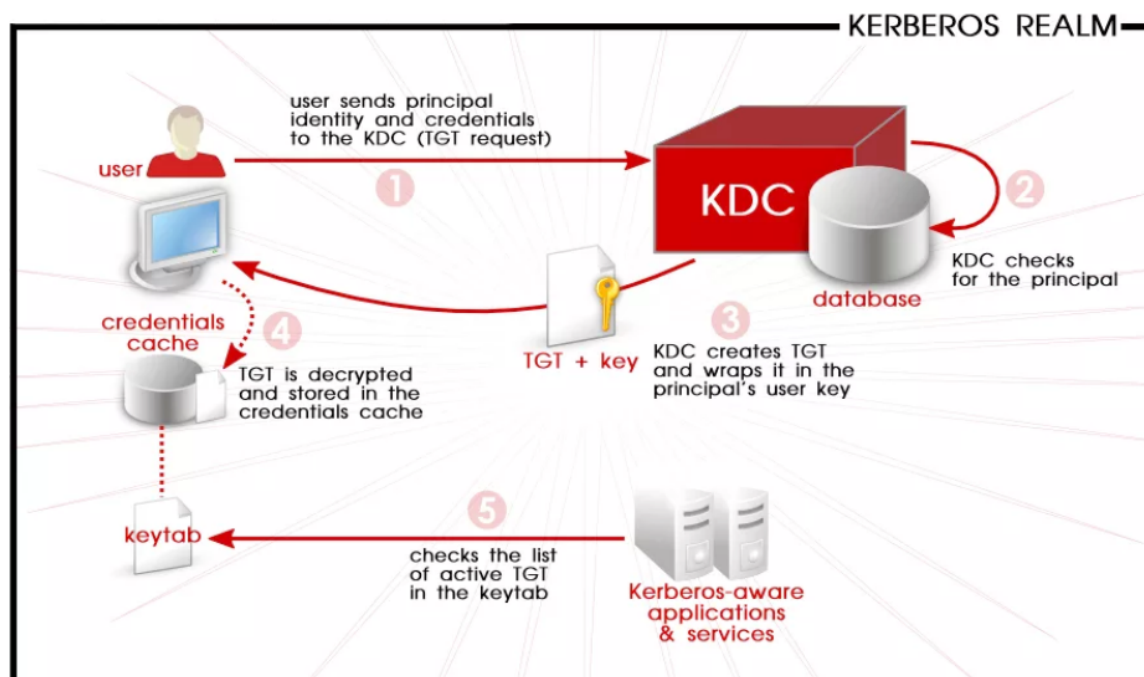 KERBEROS REALM
user sends principal
identity and credentials
to the KDC (TGT request)
user
1
KDC
2
KDC checks
for the principal
database
credentials
cache
4
TGT is decrypted
and stored in the
credentials cache
TGT + key
3
KDC creates TGT
and wraps it in the
principal's user key
keytab
5
checks the list
of active TGT
in the keytab
Kerberos-aware
applications
& services